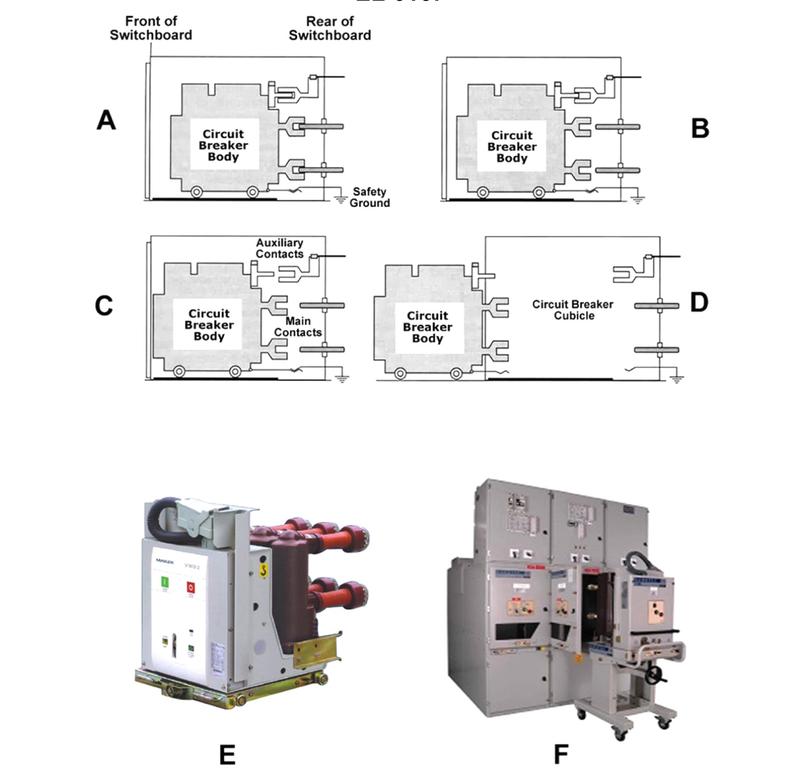 Front of
Switchboard
Rear of
Switchboard
A
Circuit
Breaker
Body
Safety
Ground
Circuit
Breaker
Body
B
C
Auxiliary
Contacts
Circuit
Breaker
Body
Main
Contacts
Circuit
Breaker
Body
Circuit Breaker
Cubicle
D
E
F